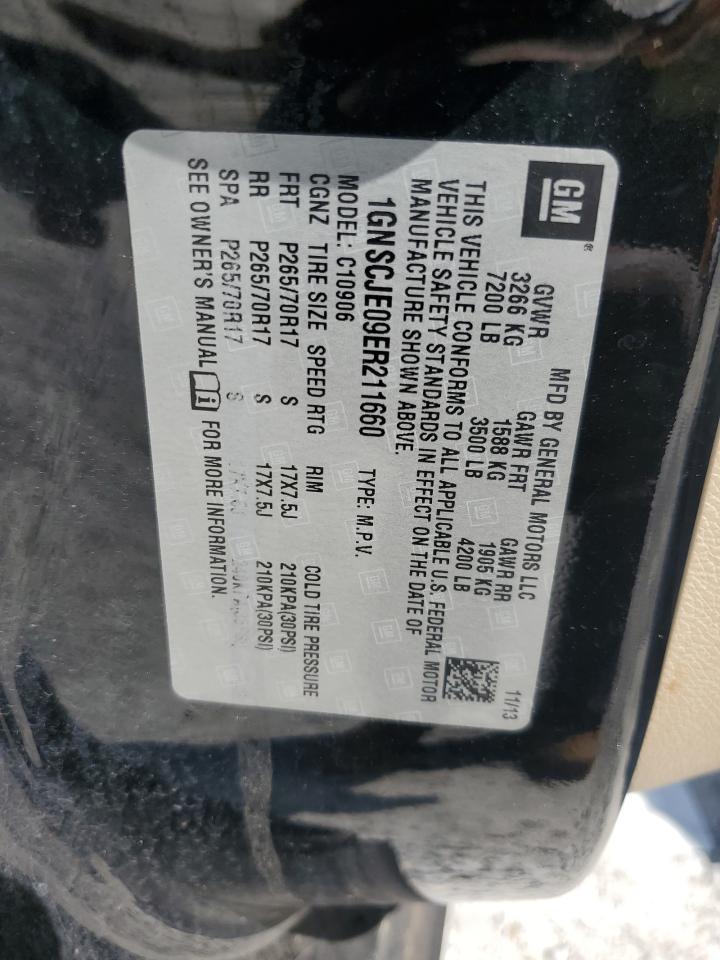 GM®
MFD BY GENERAL MOTORS LLC
11/13
GVWR GAWR FRT GAWR RR
3266 KG 1588 KG 1905 KG
7200 LB 3500 LB 4200 LB
THIS VEHICLE CONFORMS TO ALL APPLICABLE U.S. FEDERAL MOTOR
VEHICLE SAFETY STANDARDS IN EFFECT ON THE DATE OF
MANUFACTURE SHOWN ABOVE.
1GNSCJE09ER211660 TYPE: M.P.V.
MODEL: C10906
CGNZ TIRE SIZE SPEED RTG RIM COLD TIRE PRESSURE
FRT P265/70R17 S 17X7.5J 210KPA(30PSI)
RR P265/70R17 S 17X7.5J 210KPA(30PSI)
SPA P265/70R17 S 17X7.5J
SEE OWNER'S MANUAL FOR MORE INFORMATION.